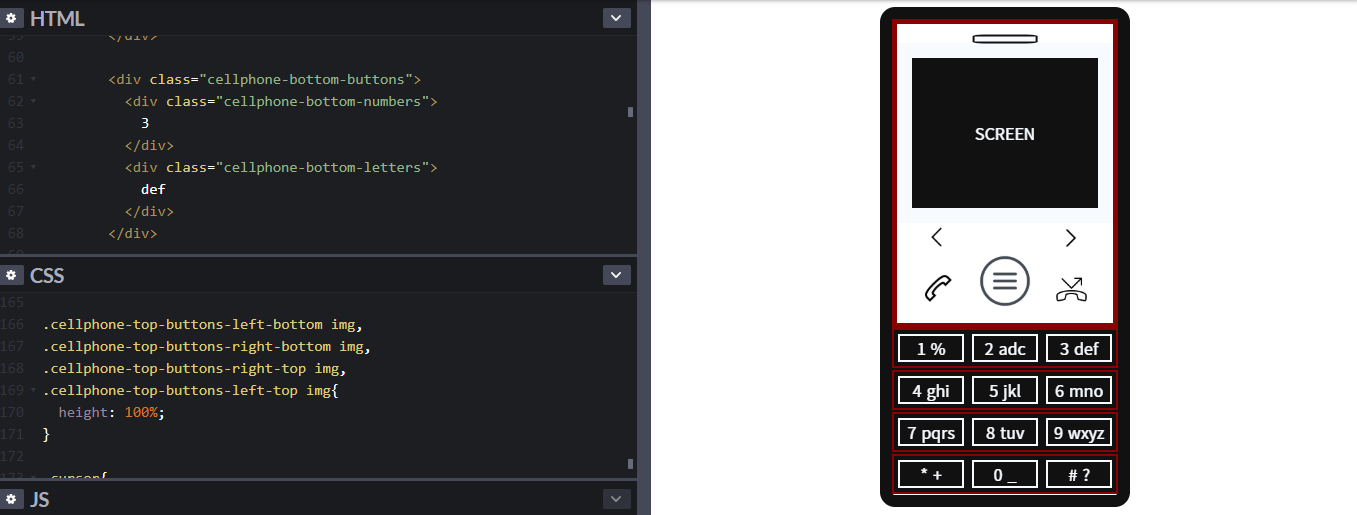 HTML
59 </div>
60
61 <div class="cellphone-bottom-buttons">
62 <div class="cellphone-bottom-numbers">
63 3
64 </div>
65 <div class="cellphone-bottom-letters">
66 def
67 </div>
68 </div>
CSS
165
166 .cellphone-top-buttons-left-bottom img,
167 .cellphone-top-buttons-right-bottom img,
168 .cellphone-top-buttons-right-top img,
169 .cellphone-top-buttons-left-top img{
170 height: 100%;
171 }
172
173 .cursor{
JS
SCREEN
1 % 2 adc 3 def
4 ghi 5 jkl 6 mno
7 pqrs 8 tuv 9 wxyz
* + 0 _ # ?